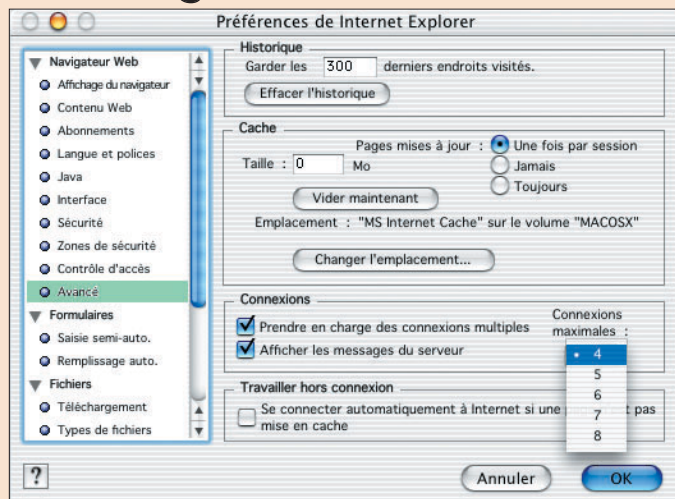 Préférences de Internet Explorer
Navigateur Web
Affichage du navigateur
Contenu Web
Abonnements
Langue et polices
Java
Interface
Sécurité
Zones de sécurité
Contrôle d'accès
Avancé
Formulaires
Saisie semi-auto.
Remplissage auto.
Fichiers
Téléchargement
Types de fichiers
Historique
Garder les 300 derniers endroits visités.
Effacer l'historique
Cache
Pages mises à jour : Une fois par session
Taille : 0 Mo Jamais
Toujours
Vider maintenant
Emplacement : "MS Internet Cache" sur le volume "MACOSX"
Changer l'emplacement...
Connexions
Prendre en charge des connexions multiples
Afficher les messages du serveur
Connexions
maximales :
• 4
5
6
7
8
Travailler hors connexion
Se connecter automatiquement à Internet si une pas
mise en cache
?
Annuler
OK